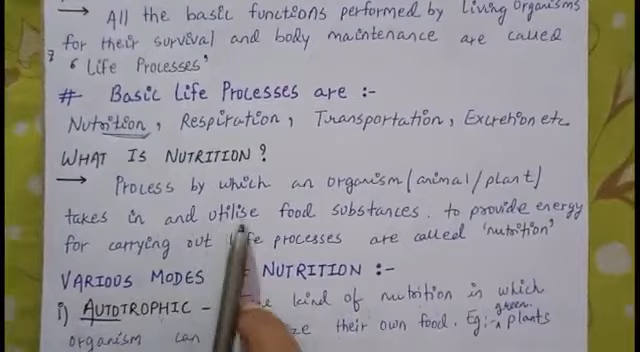 → All the basic functions performed by Living Organisms
for their survival and body maintenance are called
'Life Processes'
# Basic Life Processes are :-
Nutrition, Respiration, Transportation, Excretion etc.
WHAT IS NUTRITION?
→ Process by which an organism (animal/plant)
takes in and utilise food substances. to provide energy
for carrying out life processes are called 'nutrition'
VARIOUS MODES NUTRITION :-
i) AUTOTROPHIC - kind of nutrition in which
organism can their own food. Eg:- green plants